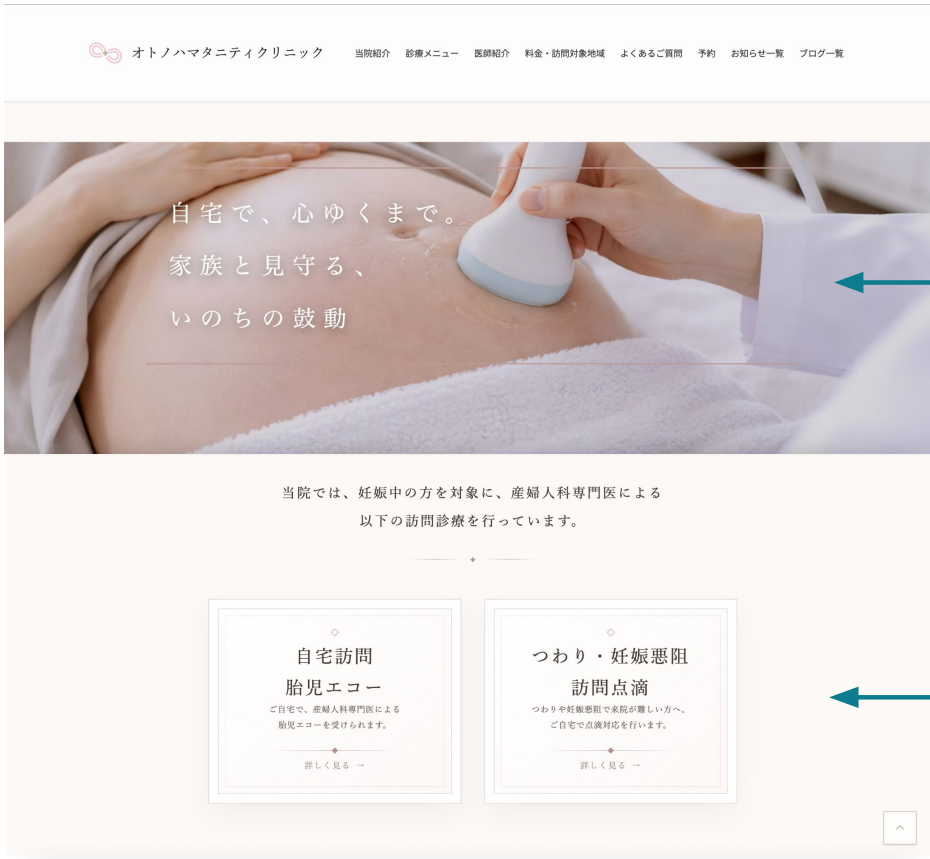 オトノハマタニティクリニック
当院紹介 診療メニュー 医師紹介 料金・訪問対象地域 よくあるご質問 予約 お知らせ一覧 ブログ一覧
自宅で、心ゆくまで。
家族と見守る、
いのちの鼓動
当院では、妊娠中の方を対象に、産婦人科専門医による
以下の訪問診療を行っています。
自宅訪問
胎児エコー
ご自宅で、産婦人科専門医による
胎児エコーを受けられます。
詳しく見る →
つわり・妊娠悪阻
訪問点滴
つわりや妊娠悪阻で来院が難しい方へ、
ご自宅で点滴対応を行います。
詳しく見る →